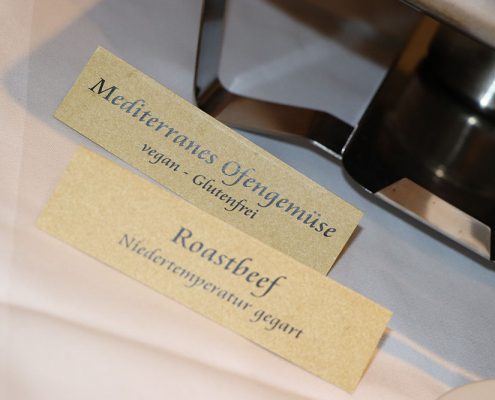 Mediterranes Ofengemüse
vegan - Glutenfrei
Roastbeef
Niedertemperatur gegart